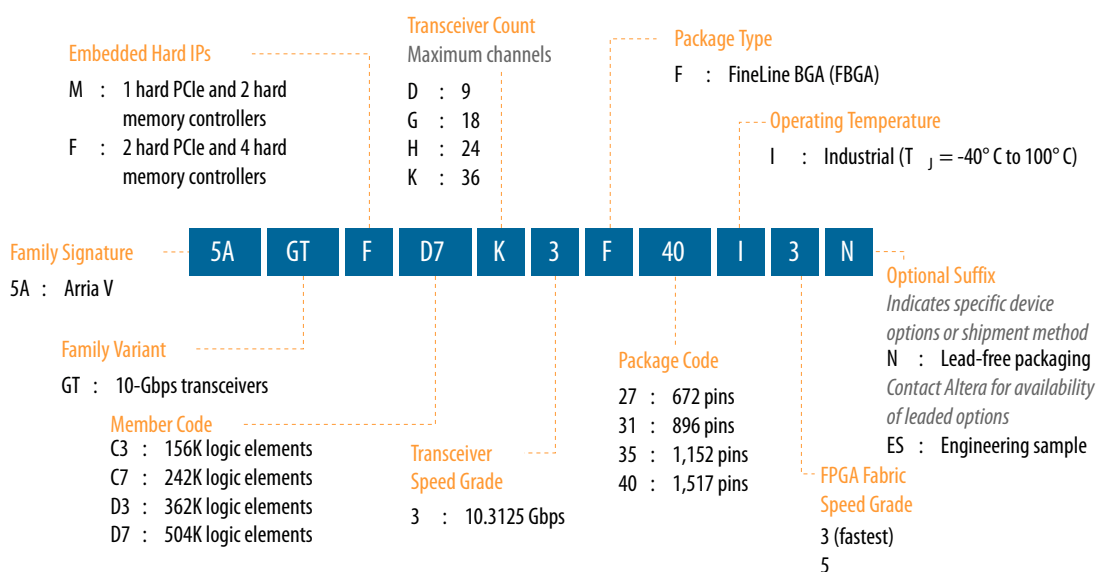 Embedded Hard IPs
M : 1 hard PCIe and 2 hard
memory controllers
F : 2 hard PCIe and 4 hard
memory controllers
Transceiver Count
Maximum channels
D : 9
G : 18
H : 24
K : 36
Package Type
F : FineLine BGA (FBGA)
Operating Temperature
I : Industrial (T J = -40° C to 100° C)
Family Signature
5A : Arria V
5A GT F D7 K 3 F 40 I 3 N
Optional Suffix
Indicates specific device
options or shipment method
N : Lead-free packaging
Contact Altera for availability
of leaded options
ES : Engineering sample
Family Variant
GT : 10-Gbps transceivers
Member Code
C3 : 156K logic elements
C7 : 242K logic elements
D3 : 362K logic elements
D7 : 504K logic elements
Transceiver
Speed Grade
3 : 10.3125 Gbps
Package Code
27 : 672 pins
31 : 896 pins
35 : 1,152 pins
40 : 1,517 pins
FPGA Fabric
Speed Grade
3 (fastest)
5